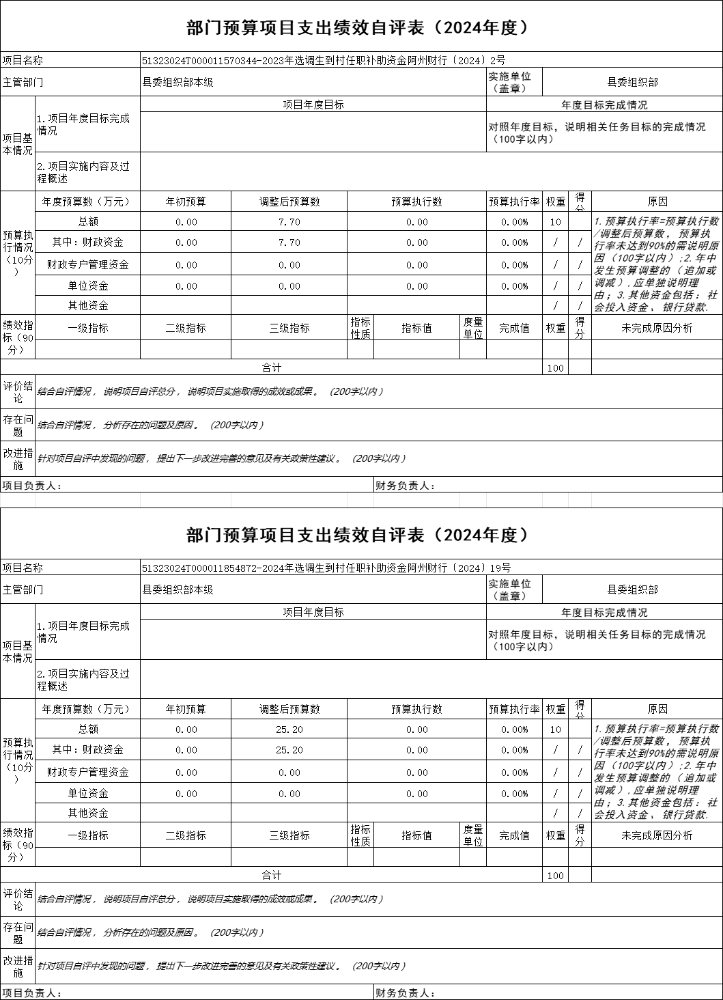 部门预算项目支出绩效自评表（2024年度）
项目名称 51323024T000011570344-2023年选调生到村任职补助资金阿州财行〔2024〕2号
主管部门 县委组织部本级 实施单位（盖章） 县委组织部
项目基本情况 1.项目年度目标完成情况 项目年度目标 年度目标完成情况
对照年度目标，说明相关任务目标的完成情况（100字以内）
2.项目实施内容及过程概述
预算执行情况（10分） 年度预算数（万元） 年初预算 调整后预算数 预算执行数 预算执行率 权重 得分 原因
总额 0.00 7.70 0.00 0.00% 10
其中：财政资金 0.00 7.70 0.00 0.00% / /
财政专户管理资金 0.00 0.00 0.00 0.00% / /
单位资金 0.00 0.00 0.00 0.00% / /
其他资金 / /
1.预算执行率=预算执行数/调整后预算数，预算执行率未达到90%的需说明原因（100字以内）;2.年中发生预算调整的（追加或调减）,应单独说明理由；3.其他资金包括：社会投入资金、银行贷款.
绩效指标（90分） 一级指标 二级指标 三级指标 指标性质 指标值 度量单位 完成值 权重 得分 未完成原因分析
合计 100
评价结论 结合自评情况，说明项目自评总分，说明项目实施取得的成效或成果。（200字以内）
存在问题 结合自评情况，分析存在的问题及原因。（200字以内）
改进措施 针对项目自评中发现的问题，提出下一步改进完善的意见及有关政策性建议。（200字以内）
项目负责人： 财务负责人：
部门预算项目支出绩效自评表（2024年度）
项目名称 51323024T000011854872-2024年选调生到村任职补助资金阿州财行〔2024〕19号
主管部门 县委组织部本级 实施单位（盖章） 县委组织部
项目基本情况 1.项目年度目标完成情况 项目年度目标 年度目标完成情况
对照年度目标，说明相关任务目标的完成情况（100字以内）
2.项目实施内容及过程概述
预算执行情况（10分） 年度预算数（万元） 年初预算 调整后预算数 预算执行数 预算执行率 权重 得分 原因
总额 0.00 25.20 0.00 0.00% 10
其中：财政资金 0.00 25.20 0.00 0.00% / /
财政专户管理资金 0.00 0.00 0.00 0.00% / /
单位资金 0.00 0.00 0.00 0.00% / /
其他资金 / /
1.预算执行率=预算执行数/调整后预算数，预算执行率未达到90%的需说明原因（100字以内）;2.年中发生预算调整的（追加或调减）,应单独说明理由；3.其他资金包括：社会投入资金、银行贷款.
绩效指标（90分） 一级指标 二级指标 三级指标 指标性质 指标值 度量单位 完成值 权重 得分 未完成原因分析
合计 100
评价结论 结合自评情况，说明项目自评总分，说明项目实施取得的成效或成果。（200字以内）
存在问题 结合自评情况，分析存在的问题及原因。（200字以内）
改进措施 针对项目自评中发现的问题，提出下一步改进完善的意见及有关政策性建议。（200字以内）
项目负责人： 财务负责人：